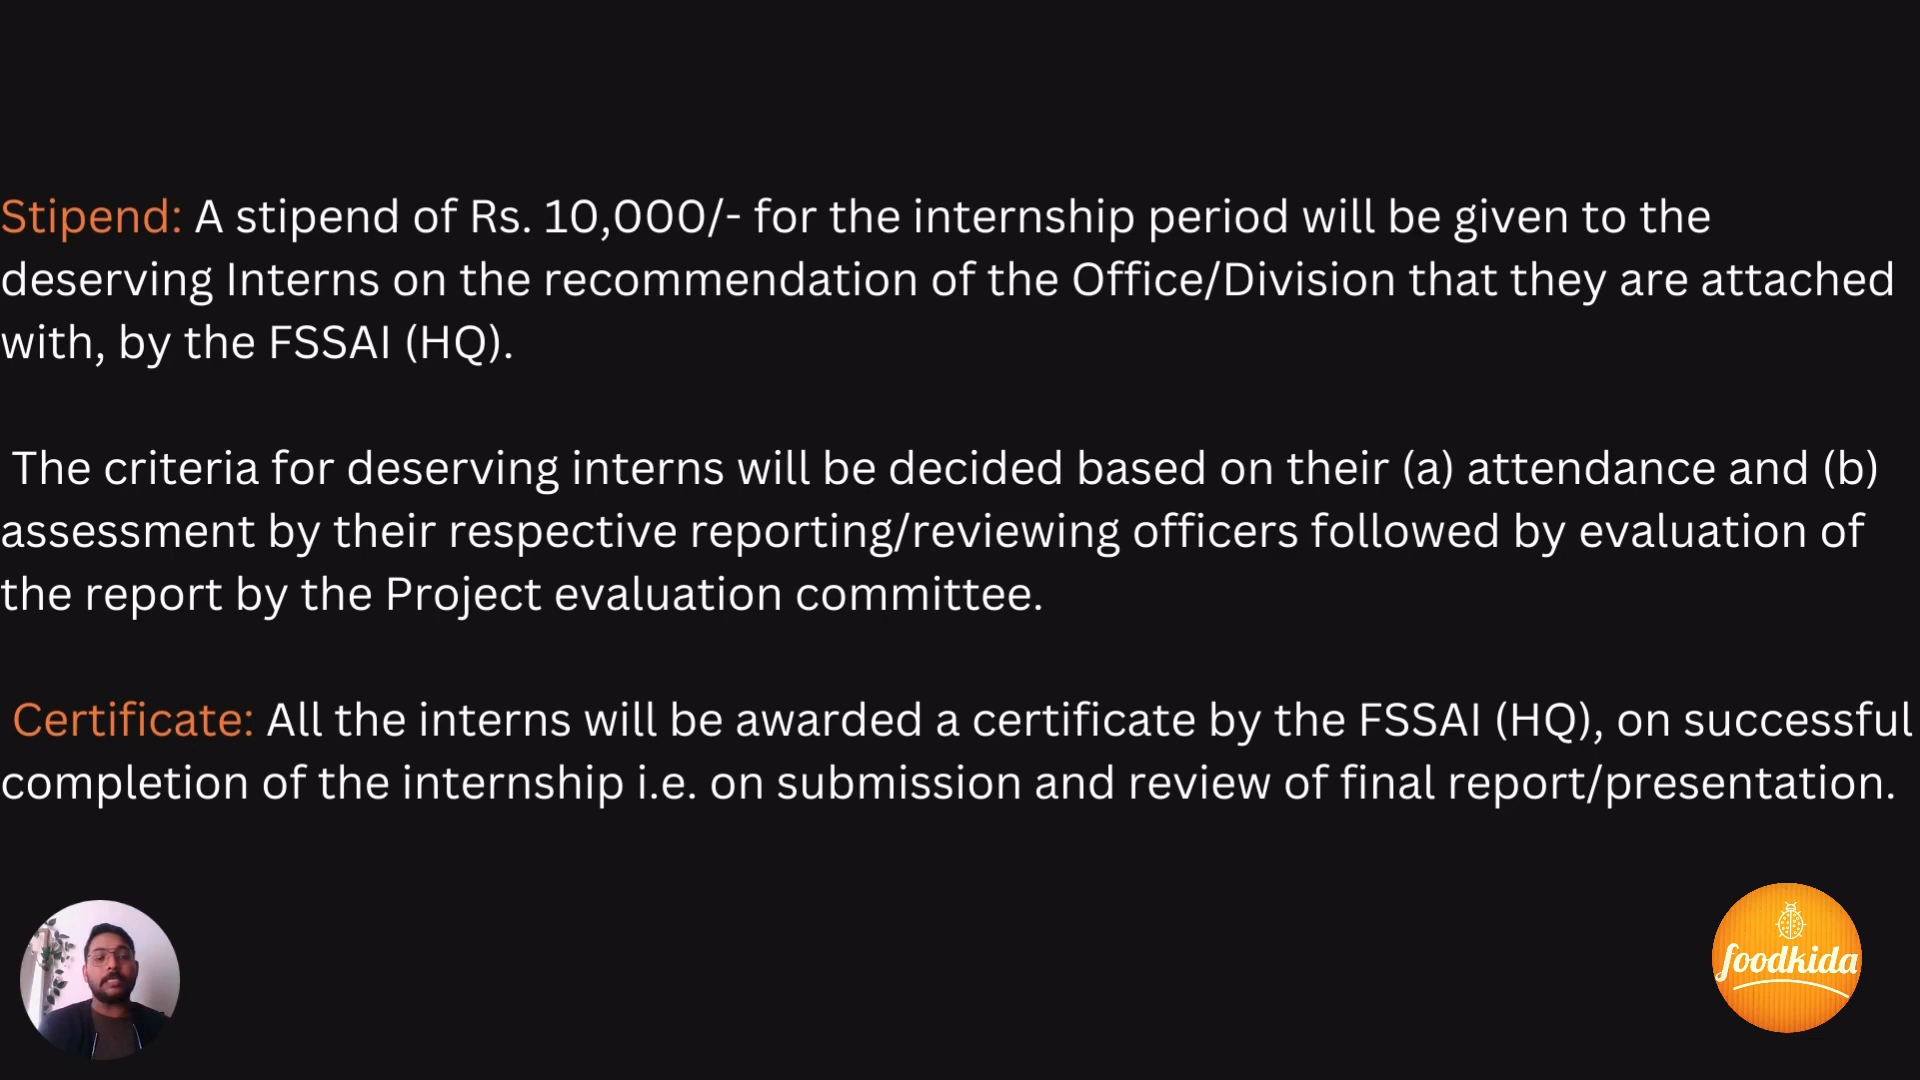 Stipend: A stipend of Rs. 10,000/- for the internship period will be given to the
deserving Interns on the recommendation of the Office/Division that they are attached
with, by the FSSAI (HQ).
The criteria for deserving interns will be decided based on their (a) attendance and (b)
assessment by their respective reporting/reviewing officers followed by evaluation of
the report by the Project evaluation committee.
Certificate: All the interns will be awarded a certificate by the FSSAI (HQ), on successful
completion of the internship i.e. on submission and review of final report/presentation.
foodkida